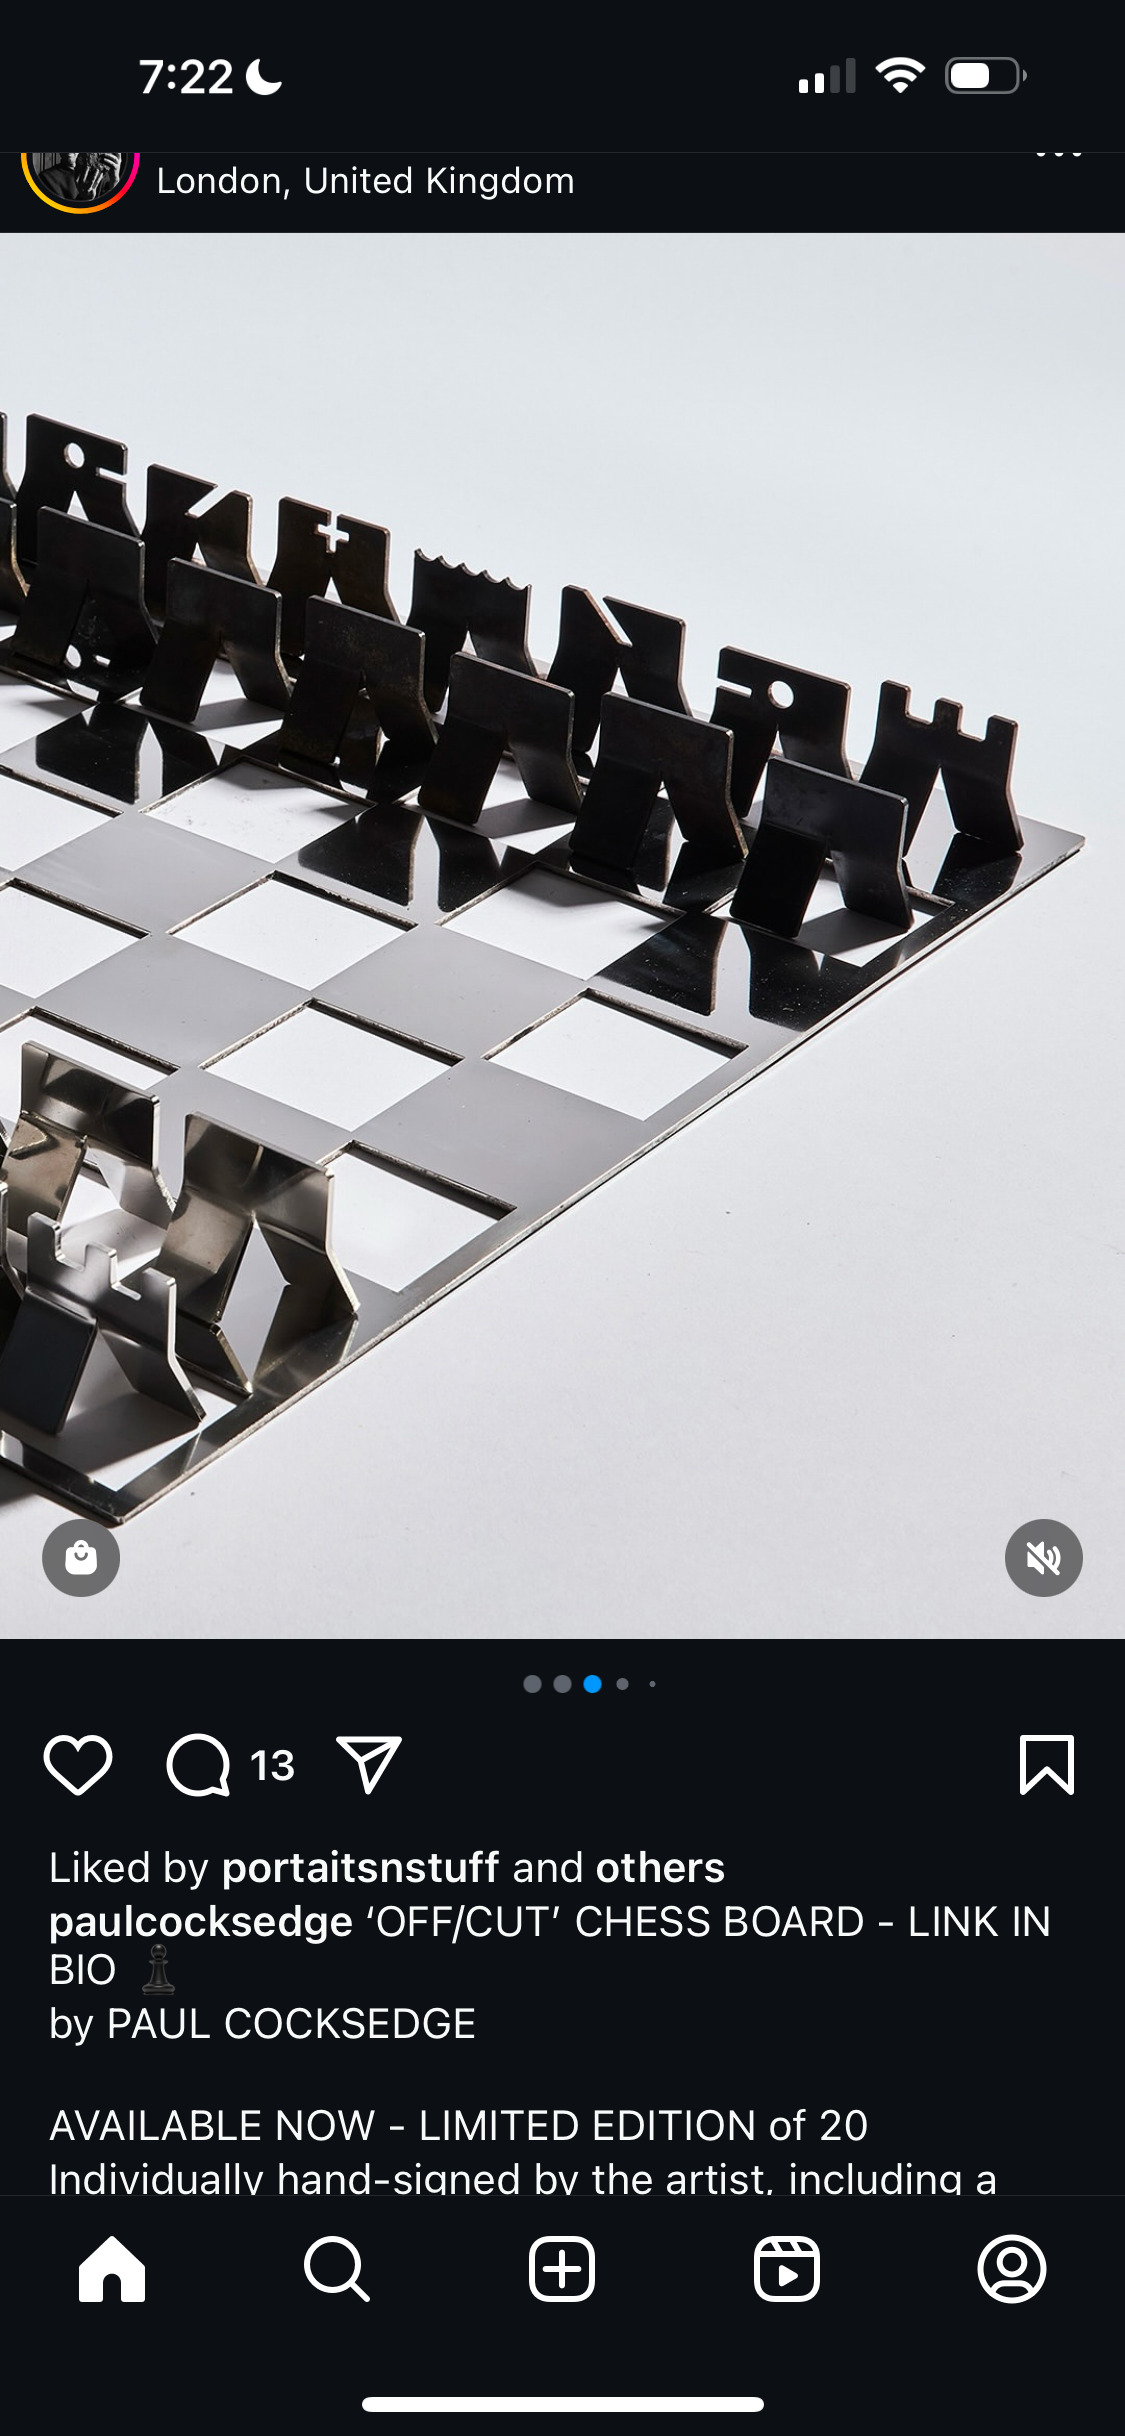 7:22
London, United Kingdom
13
Liked by portaitsnstuff and others
paulcocksedge ‘OFF/CUT’ CHESS BOARD - LINK IN
BIO ♟️
by PAUL COCKSEDGE
AVAILABLE NOW - LIMITED EDITION of 20
Individually hand-signed by the artist, including a